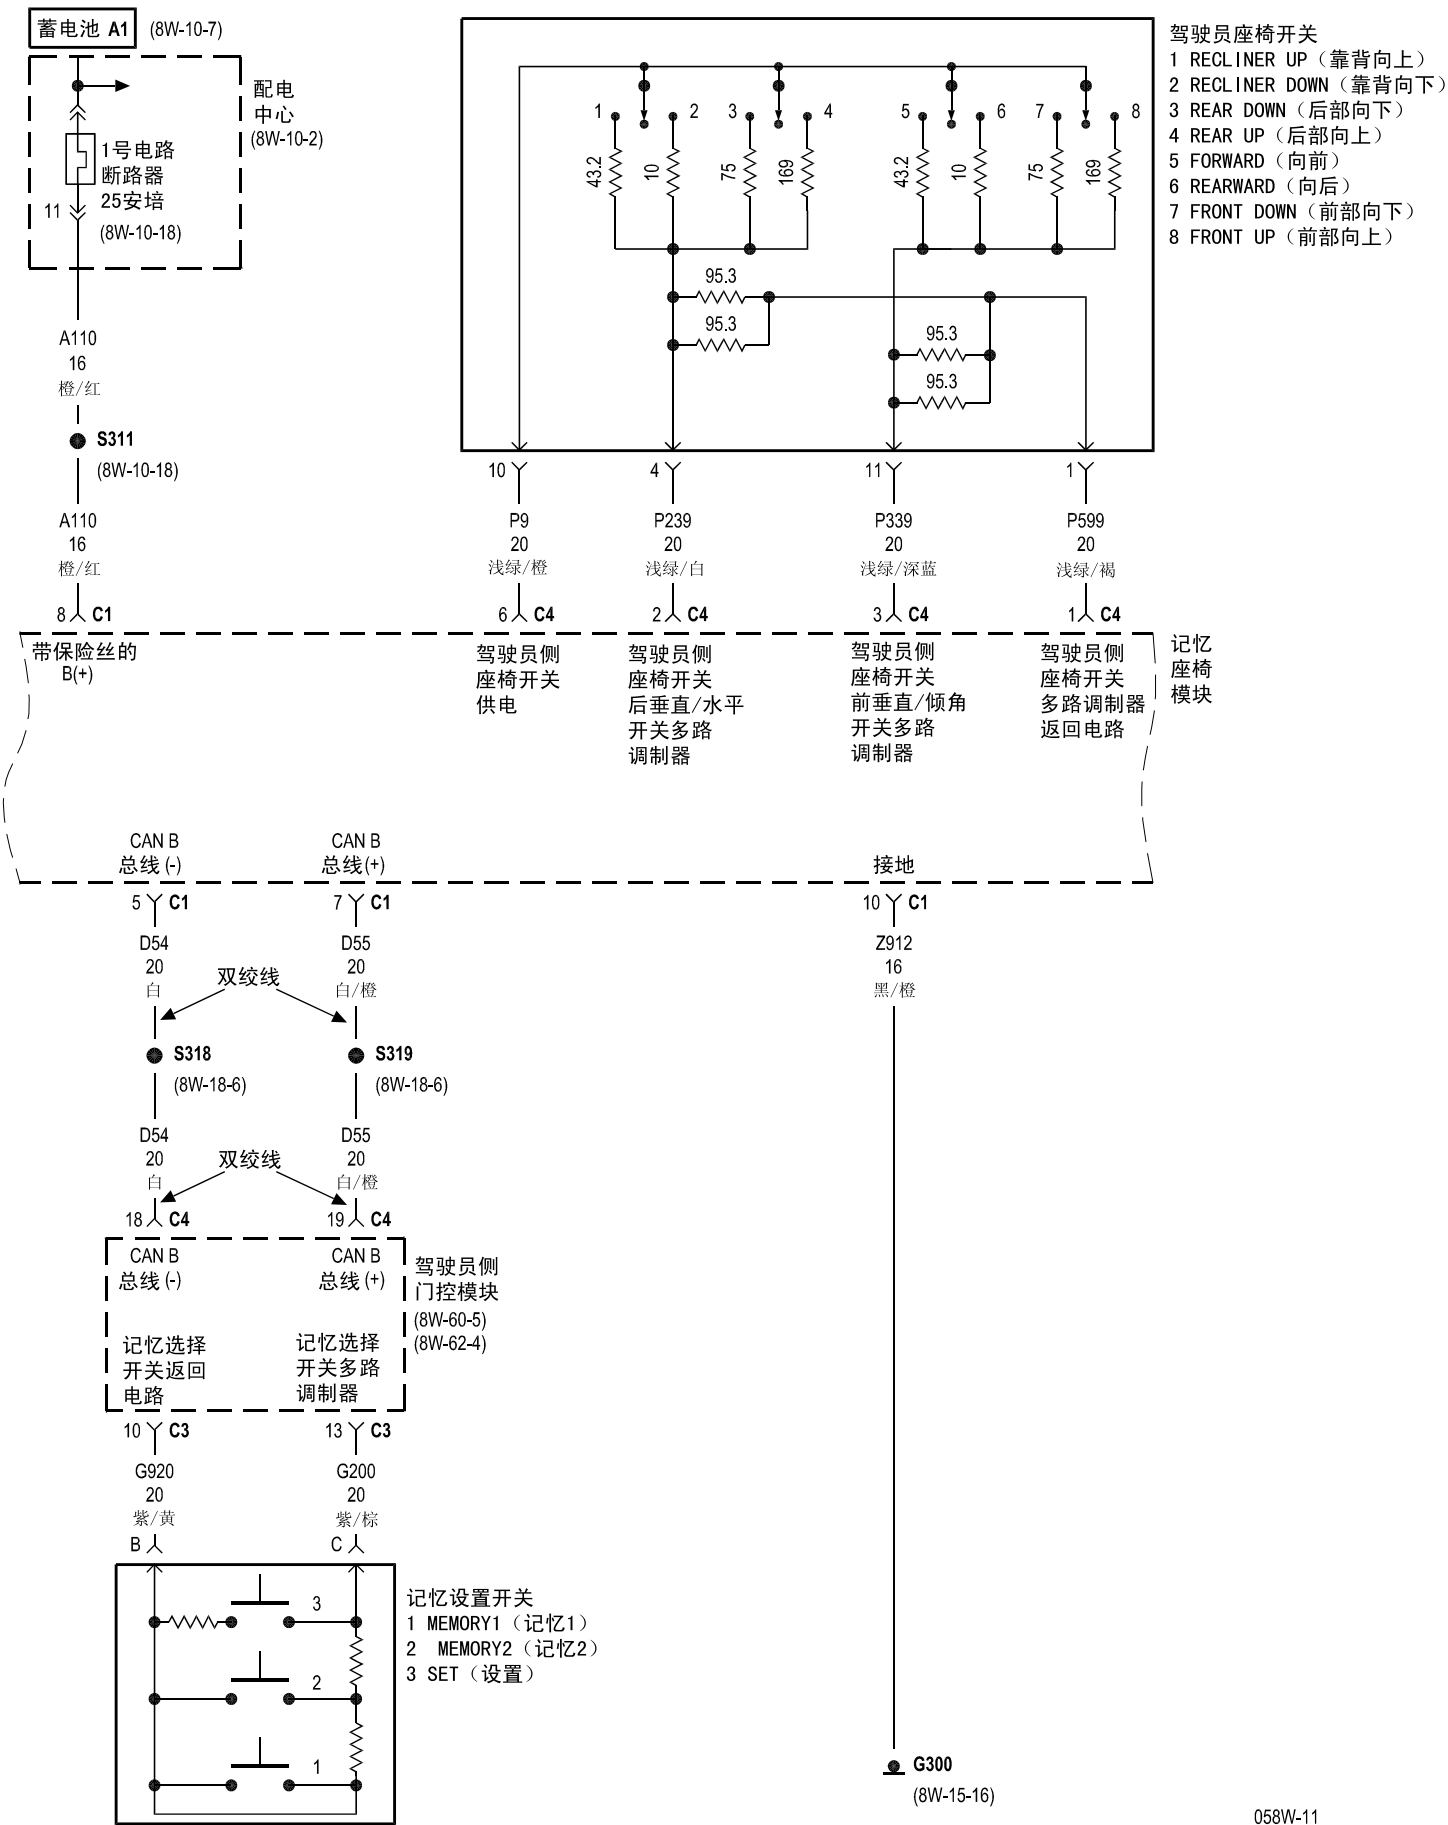 蓄电池 A1 (8W-10-7)
配电
中心
(8W-10-2)
1号电路
断路器
25安培
(8W-10-18)
11
A110
16
橙/红
S311
(8W-10-18)
A110
16
橙/红
8 C1
驾驶员座椅开关
1 RECLINER UP（靠背向上）
2 RECLINER DOWN（靠背向下）
3 REAR DOWN（后部向下）
4 REAR UP（后部向上）
5 FORWARD（向前）
6 REARWARD（向后）
7 FRONT DOWN（前部向下）
8 FRONT UP（前部向上）
1 2 3 4 5 6 7 8
43.2 10 75 169 43.2 10 75 169
95.3
95.3
95.3
95.3
10 4 11 1
P9 P239 P339 P599
20 20 20 20
浅绿/橙 浅绿/白 浅绿/深蓝 浅绿/褐
6 C4 2 C4 3 C4 1 C4
带保险丝的
B(+)
驾驶员侧
座椅开关
供电
驾驶员侧
座椅开关
后垂直/水平
开关多路
调制器
驾驶员侧
座椅开关
前垂直/倾角
开关多路
调制器
驾驶员侧
座椅开关
多路调制器
返回电路
记忆
座椅
模块
CAN B
总线(-)
CAN B
总线(+)
接地
5 C1 7 C1 10 C1
D54 D55 Z912
20 20 16
白 白/橙 黑/橙
双绞线
S318 S319
(8W-18-6) (8W-18-6)
D54 D55
20 20
白 白/橙
双绞线
18 C4 19 C4
CAN B
总线(-)
CAN B
总线(+)
驾驶员侧
门控模块
(8W-60-5)
(8W-62-4)
记忆选择
开关返回
电路
记忆选择
开关多路
调制器
10 C3 13 C3
G920 G200
20 20
紫/黄 紫/棕
B C
3
2
1
记忆设置开关
1 MEMORY1（记忆1）
2 MEMORY2（记忆2）
3 SET（设置）
G300
(8W-15-16)
058W-11